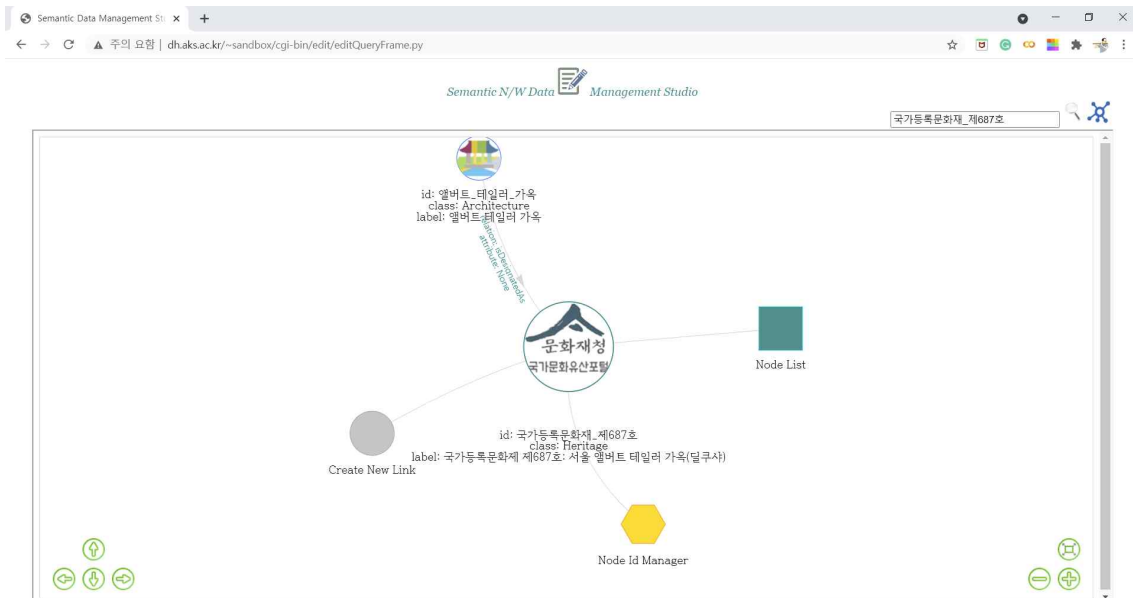 Semantic Data Management St
주의 요함 | dh.aks.ac.kr/~sandbox/cgi-bin/edit/editQueryFrame.py
Semantic N/W Data Management Studio
국가등록문화재_제687호
id: 앨버트_테일러_가옥
class: Architecture
label: 앨버트 테일러 가옥
relation: isDesignatedAs
attribute: None
문화재청
국가문화유산포털
Node List
id: 국가등록문화재_제687호
class: Heritage
label: 국가등록문화제 제687호: 서울 앨버트 테일러 가옥(딜쿠샤)
Create New Link
Node Id Manager